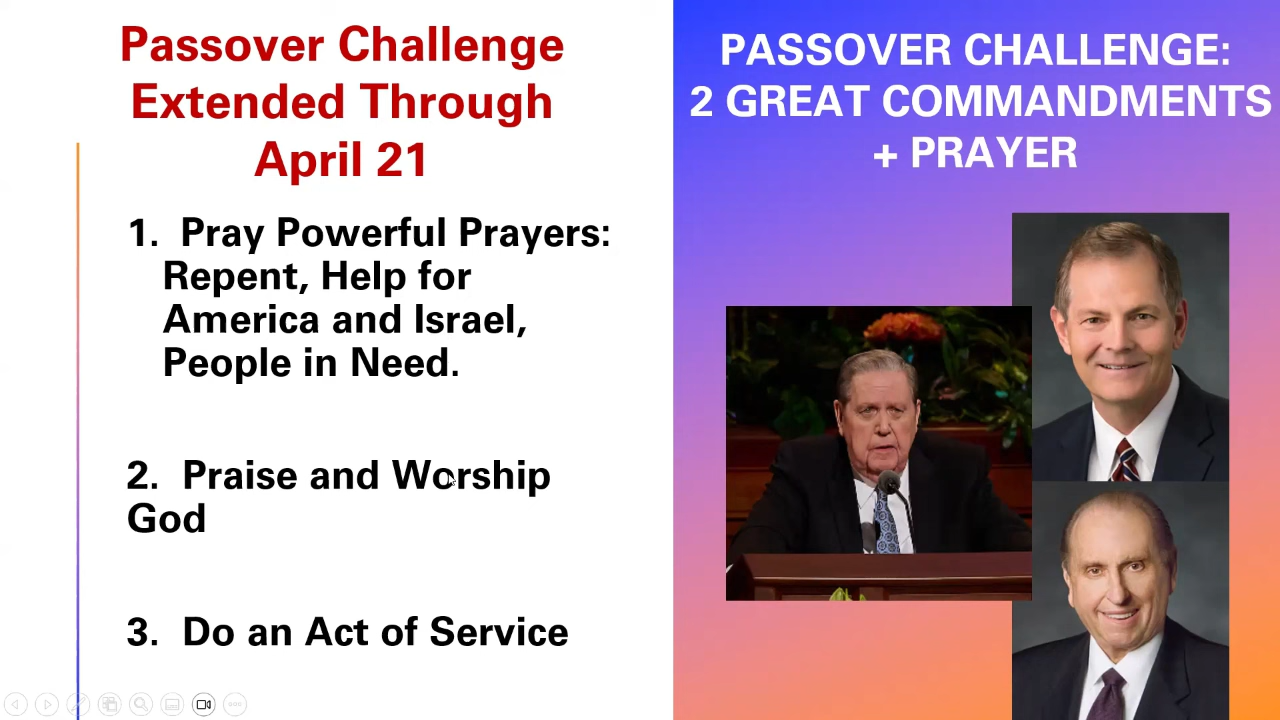 Passover Challenge
Extended Through
April 21
1. Pray Powerful Prayers:
Repent, Help for
America and Israel,
People in Need.
2. Praise and Worship
God
3. Do an Act of Service
PASSOVER CHALLENGE:
2 GREAT COMMANDMENTS
+ PRAYER